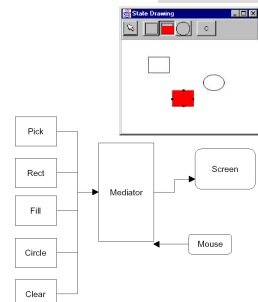 State Drawing
C
Pick
Rect
Fill
Circle
Clear
Mediator
Screen
Mouse